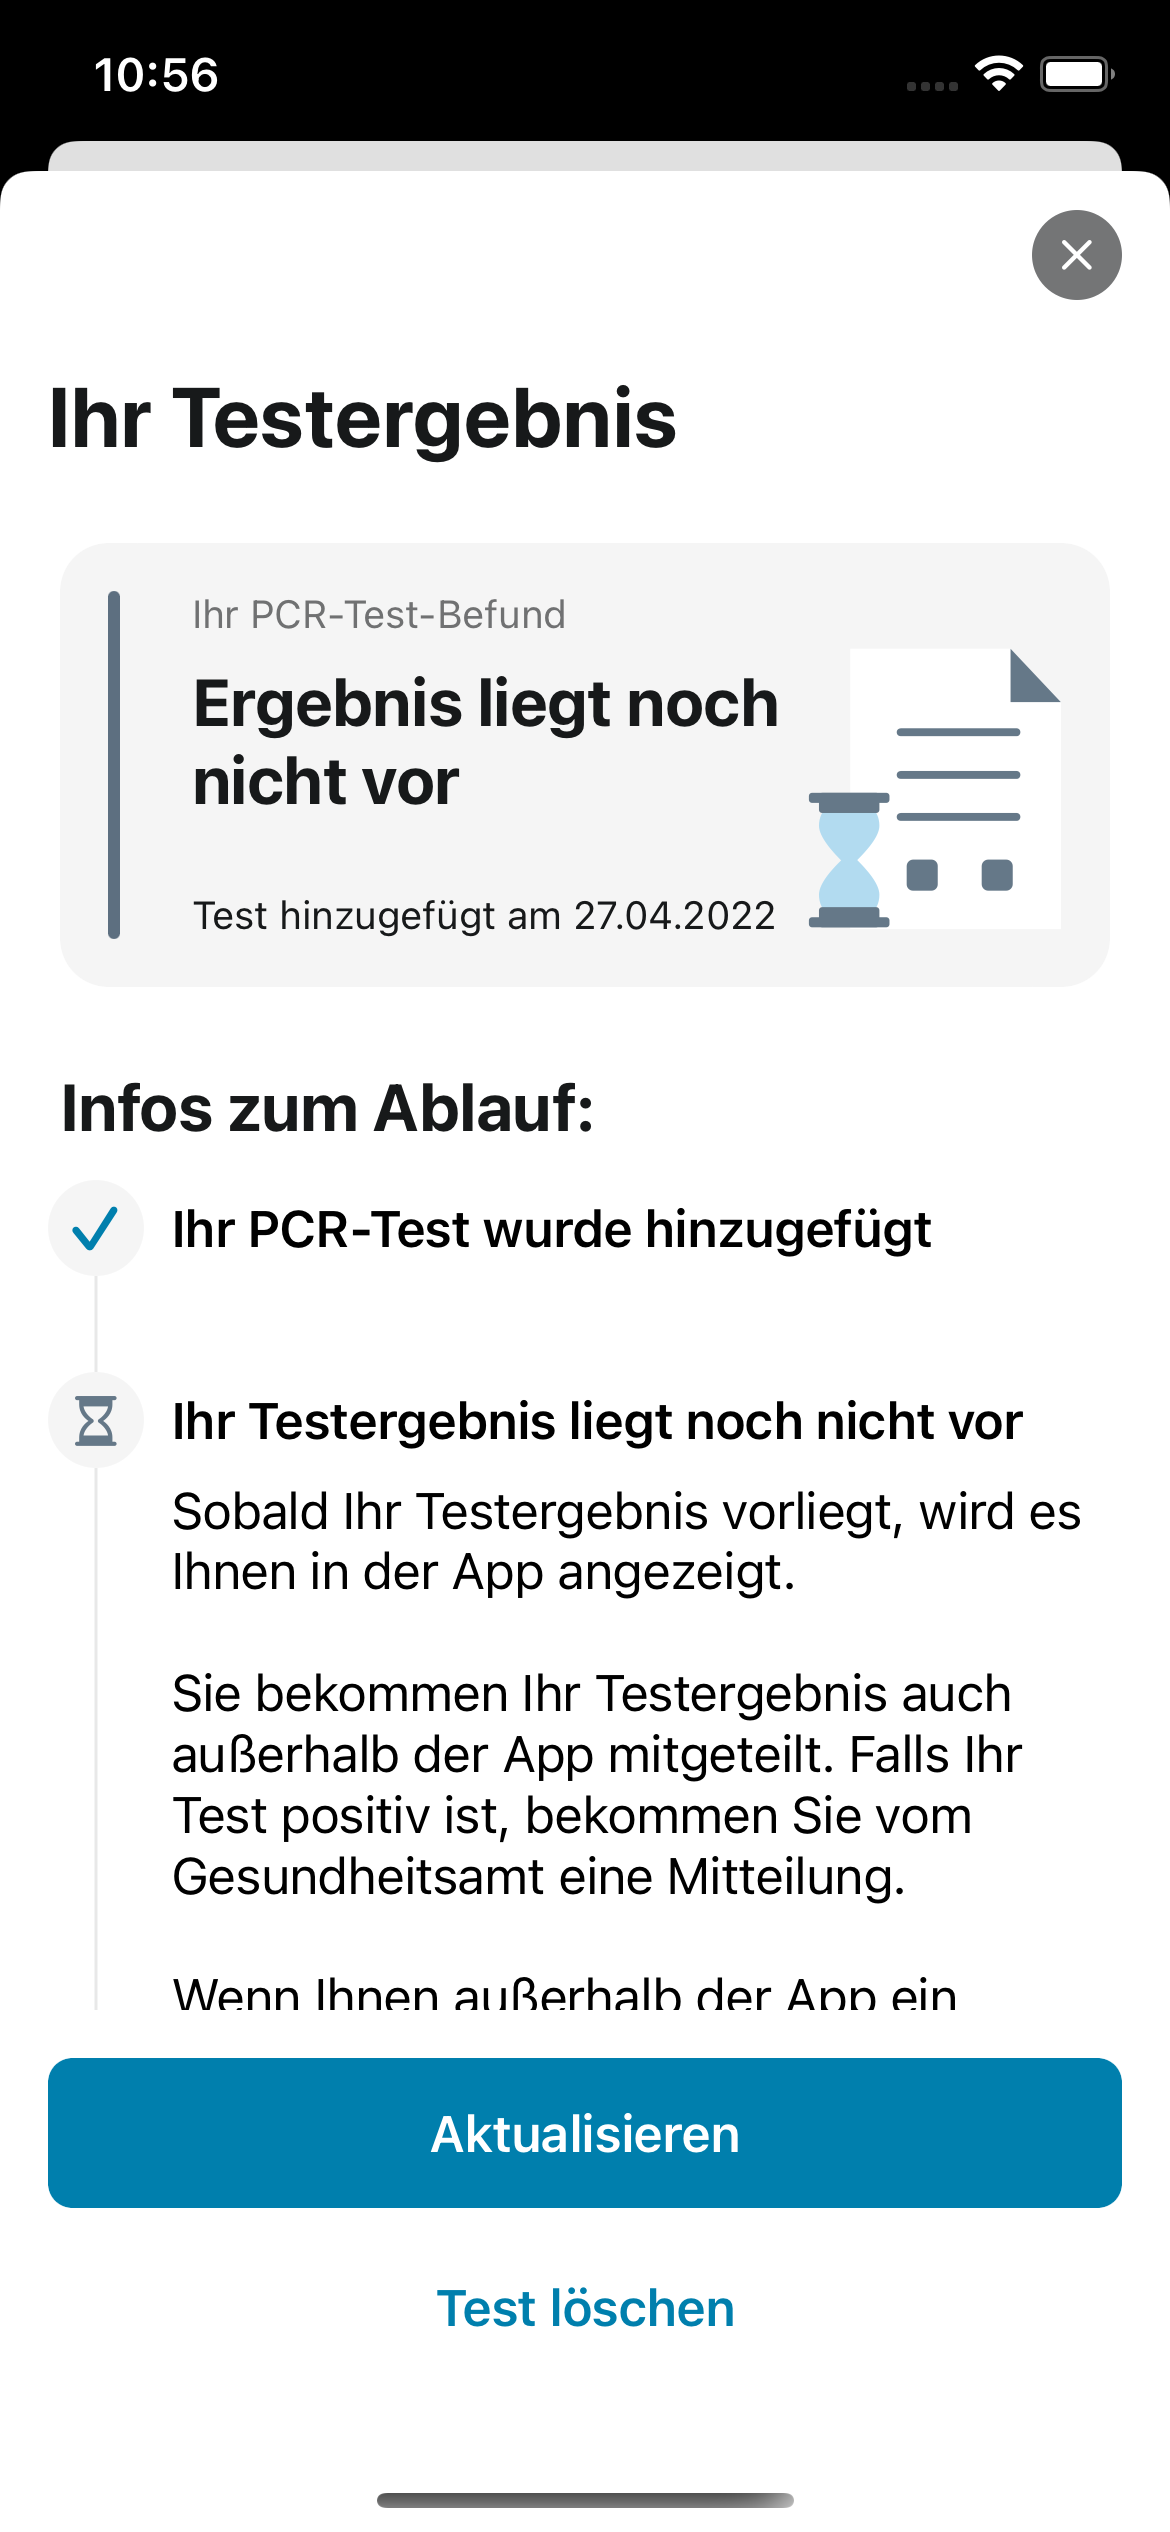 10:56
Ihr Testergebnis
Ihr PCR-Test-Befund
Ergebnis liegt noch
nicht vor
Test hinzugefügt am 27.04.2022
Infos zum Ablauf:
Ihr PCR-Test wurde hinzugefügt
Ihr Testergebnis liegt noch nicht vor
Sobald Ihr Testergebnis vorliegt, wird es
Ihnen in der App angezeigt.
Sie bekommen Ihr Testergebnis auch
außerhalb der App mitgeteilt. Falls Ihr
Test positiv ist, bekommen Sie vom
Gesundheitsamt eine Mitteilung.
Wenn Ihnen außerhalb der App ein
Aktualisieren
Test löschen